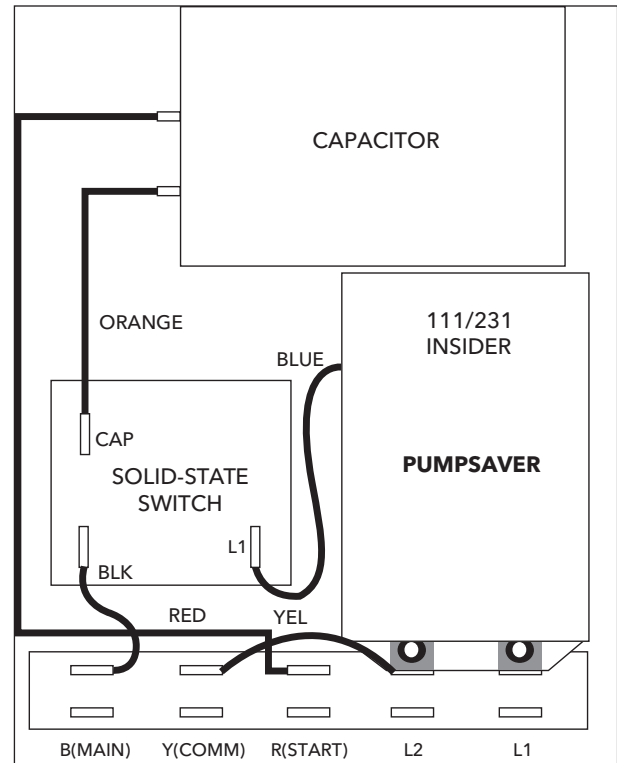 CAPACITOR
ORANGE
111/231
INSIDER
BLUE
CAP
PUMPSAVER
SOLID-STATE
SWITCH
L1
BLK
RED
YEL
B(MAIN)
Y(COMM)
R(START)
L2
L1